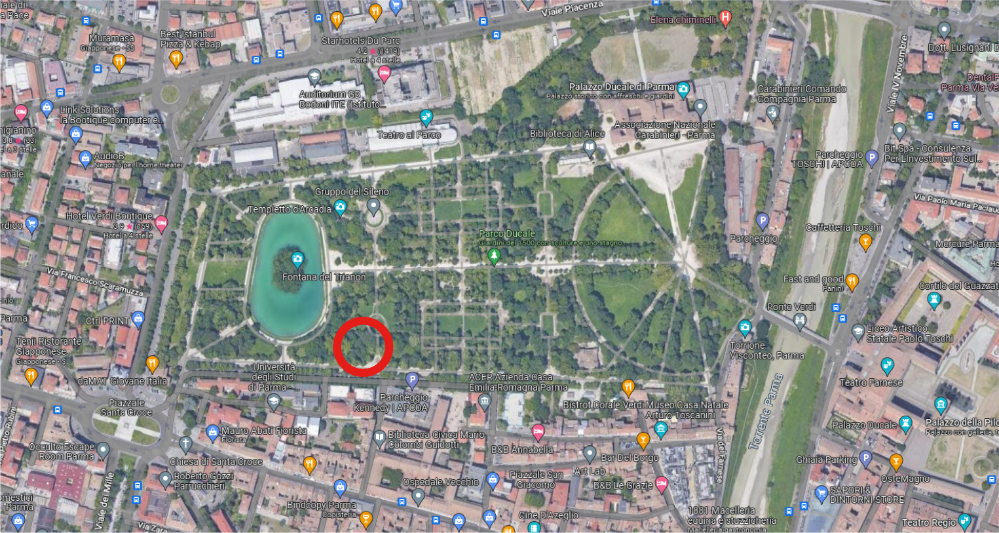 iale di
a Pace
Viale Piacenza
Elena chiminelli
Muramasa
Giapponese · $$
Best Istanbul
Pizza & Kebap
Starhotels Du Parc
4.2 ★ (1419)
Hotel a 4 stelle
Viale IV Novembre
Dott. Lusignani D
DentalP
Parma Via Ve
Auditorium GB
Bodoni ITE (Istituto...
Palazzo Ducale di Parma
Palazzo storico con affreschi e giardini
Carabinieri Comando
Compagnia Parma
Link Solutions
la Bootique computer e...
nigianino
3.8 ★ (33)
el a 3 stelle
Teatro al Parco
Biblioteca di Alice
Associazione Nazionale
Carabinieri - Parma
AudioB
Negozio per l'home theater
anale
Parcheggio
TOSCHI | APCOA
Bit Spa - Consulenza
Per L'Investimento Sul...
Gruppo del Sileno
Tempietto d'Arcadia
Via Paolo Maria Paciaud
Hotel Verdi Boutique
3.9 ★ (159)
Hotel a 4 stelle
rdido
Parco Ducale
Giardini del 1500 con sculture e uno stagno
Parcheggio
Caffetteria Toschi
Mercure Parma
Ho
Fontana del Trianon
Via Francesco Scaramuzza
Fast and good
Panini
Cortile del Guazzat
onio
Parma
Ctrl PRINT
Ponte Verdi
Liceo Artistico
Statale Paolo Toschi
Torrione
Visconteo, Parma
Tenji Ristorante
Giapponese
Giapponese · $
daMAT Giovane Italia
Università
degli Studi
di Parma - ...
Parcheggio
Kennedy | APCOA
ACER Azienda Casa
Emilia-Romagna Parma
Teatro Farnese
Bistrot Corale Verdi
Museo Casa Natale
Arturo Toscanini
Torrente Parma
Piazzale
Santa Croce
Via Pietro Rubini
Mauro Abati Fiorista
Fiorista
Biblioteca Civica Mario
Colombi Guidotti
B&B Annabella
Bar Del Borgo
Via dei Farnese
Palazzo Ducale
Palazzo della Pilo
Palazzo con galleria, te
Occulto Escape
Room Parma
Chiesa di Santa Croce
Roberto Gozzi
Parrucchieri
Ospedale Vecchio
Piazzale San
Giacomo
Art Lab
B&B Le Grazie
Ghiaia Parking
OsteMagno
SAPORI &
DINTORNI STORE
omestici
Parma
Viale dei Mille
Bindcopy Parma
Copisteria
Cine D'Azeglio
1881 Macelleria
equina e stuzzicheria
Macelleria-gastronomia
Teatro Regio
Via Zara